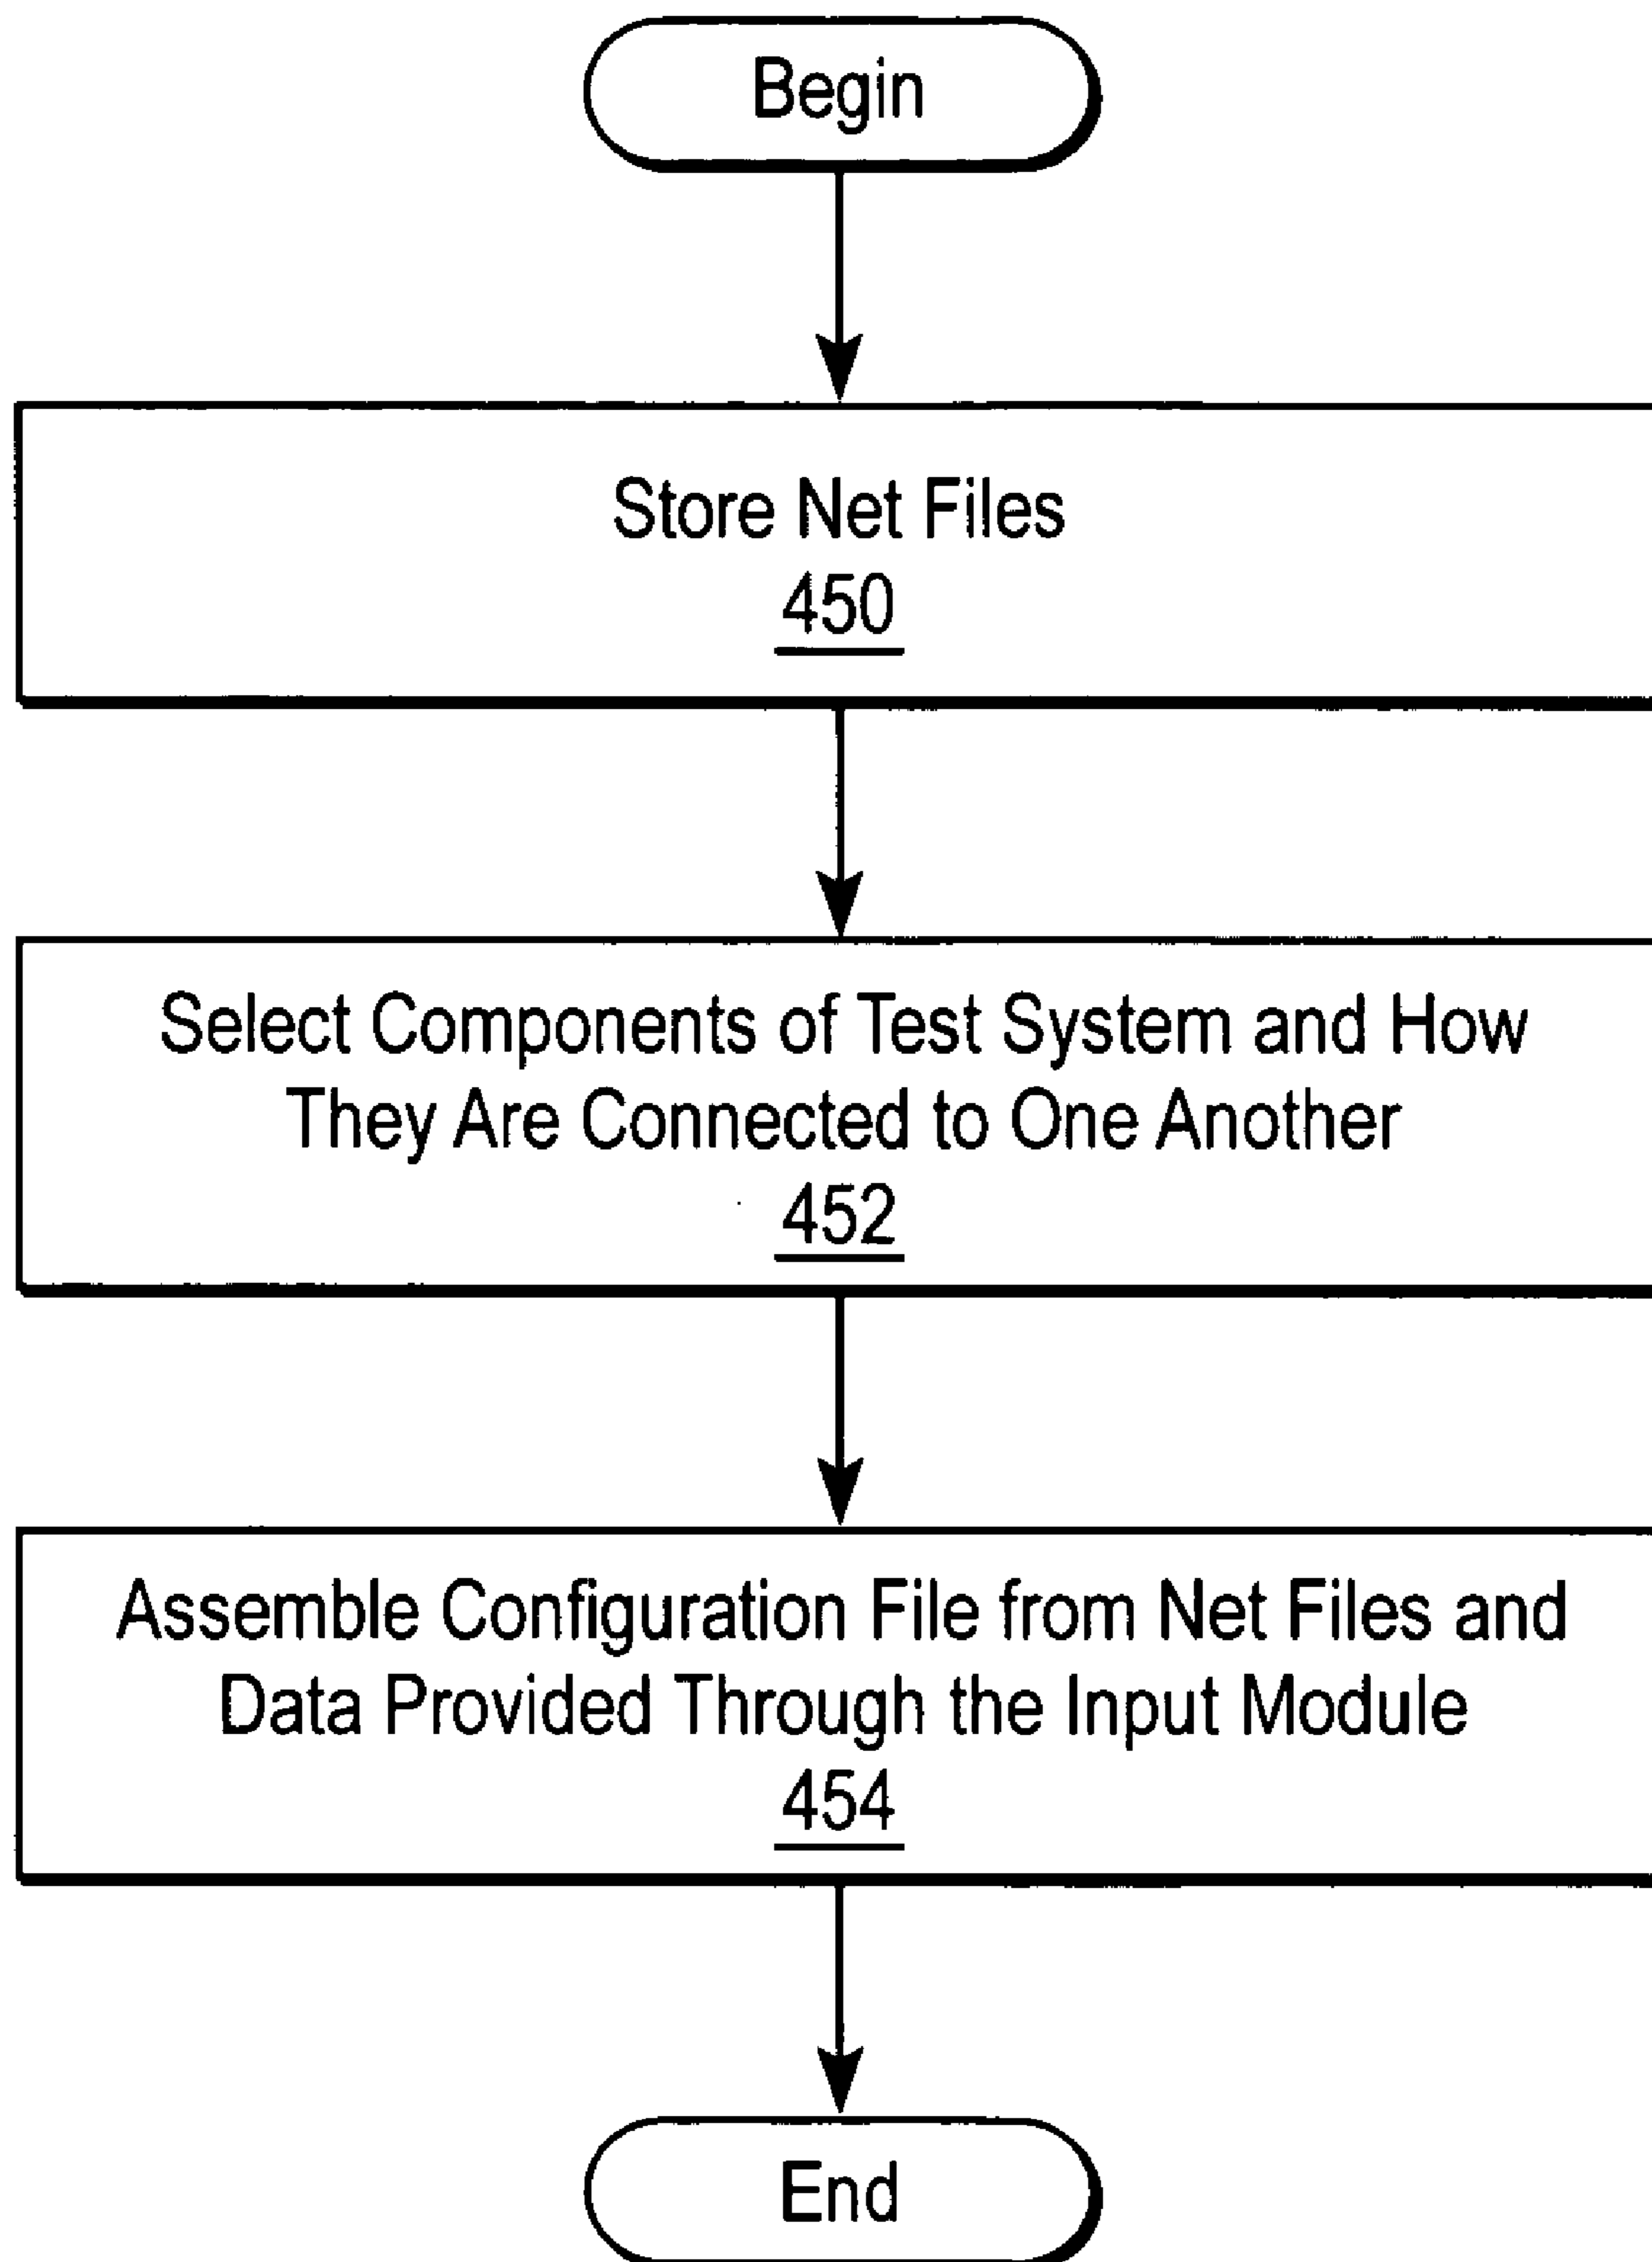 Begin
Store Net Files
450
Select Components of Test System and How
They Are Connected to One Another
452
Assemble Configuration File from Net Files and
Data Provided Through the Input Module
454
End